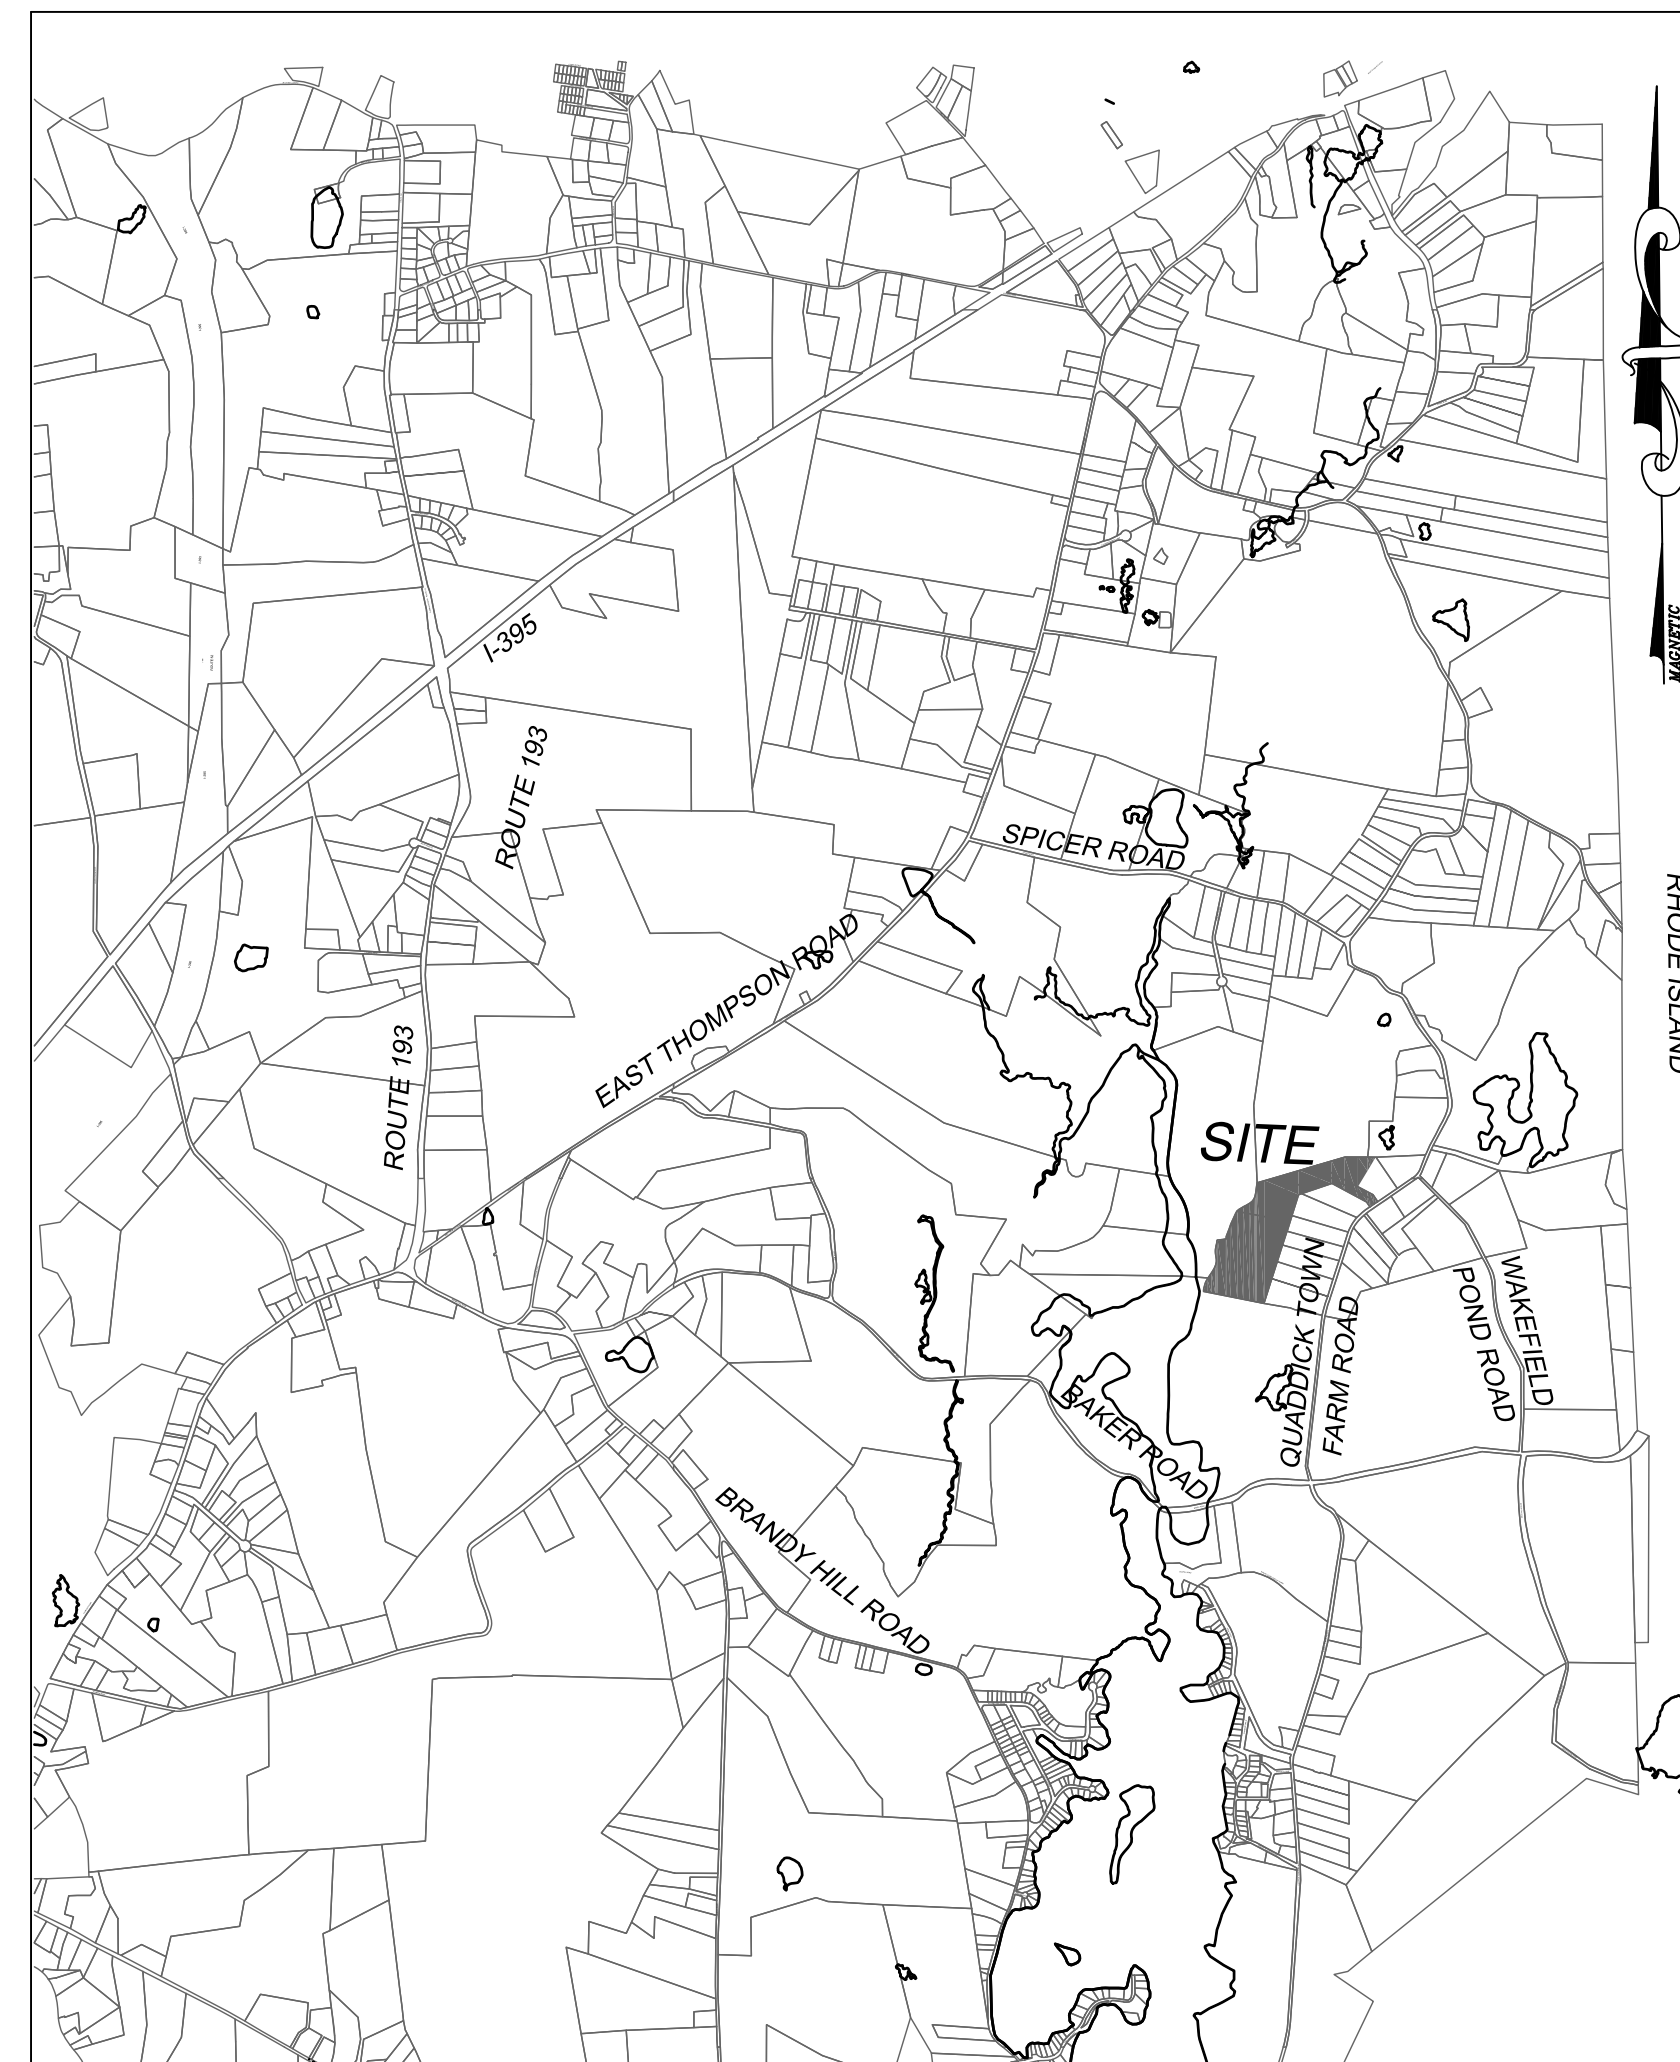 MAGNETIC
I-395
ROUTE 193
SPICER ROAD
RHODE ISLAND
EAST THOMPSON ROAD
ROUTE 193
SITE
QUADDICK TOWN
FARM ROAD
WAKEFIELD
POND ROAD
BAKER ROAD
BRANDY HILL ROAD